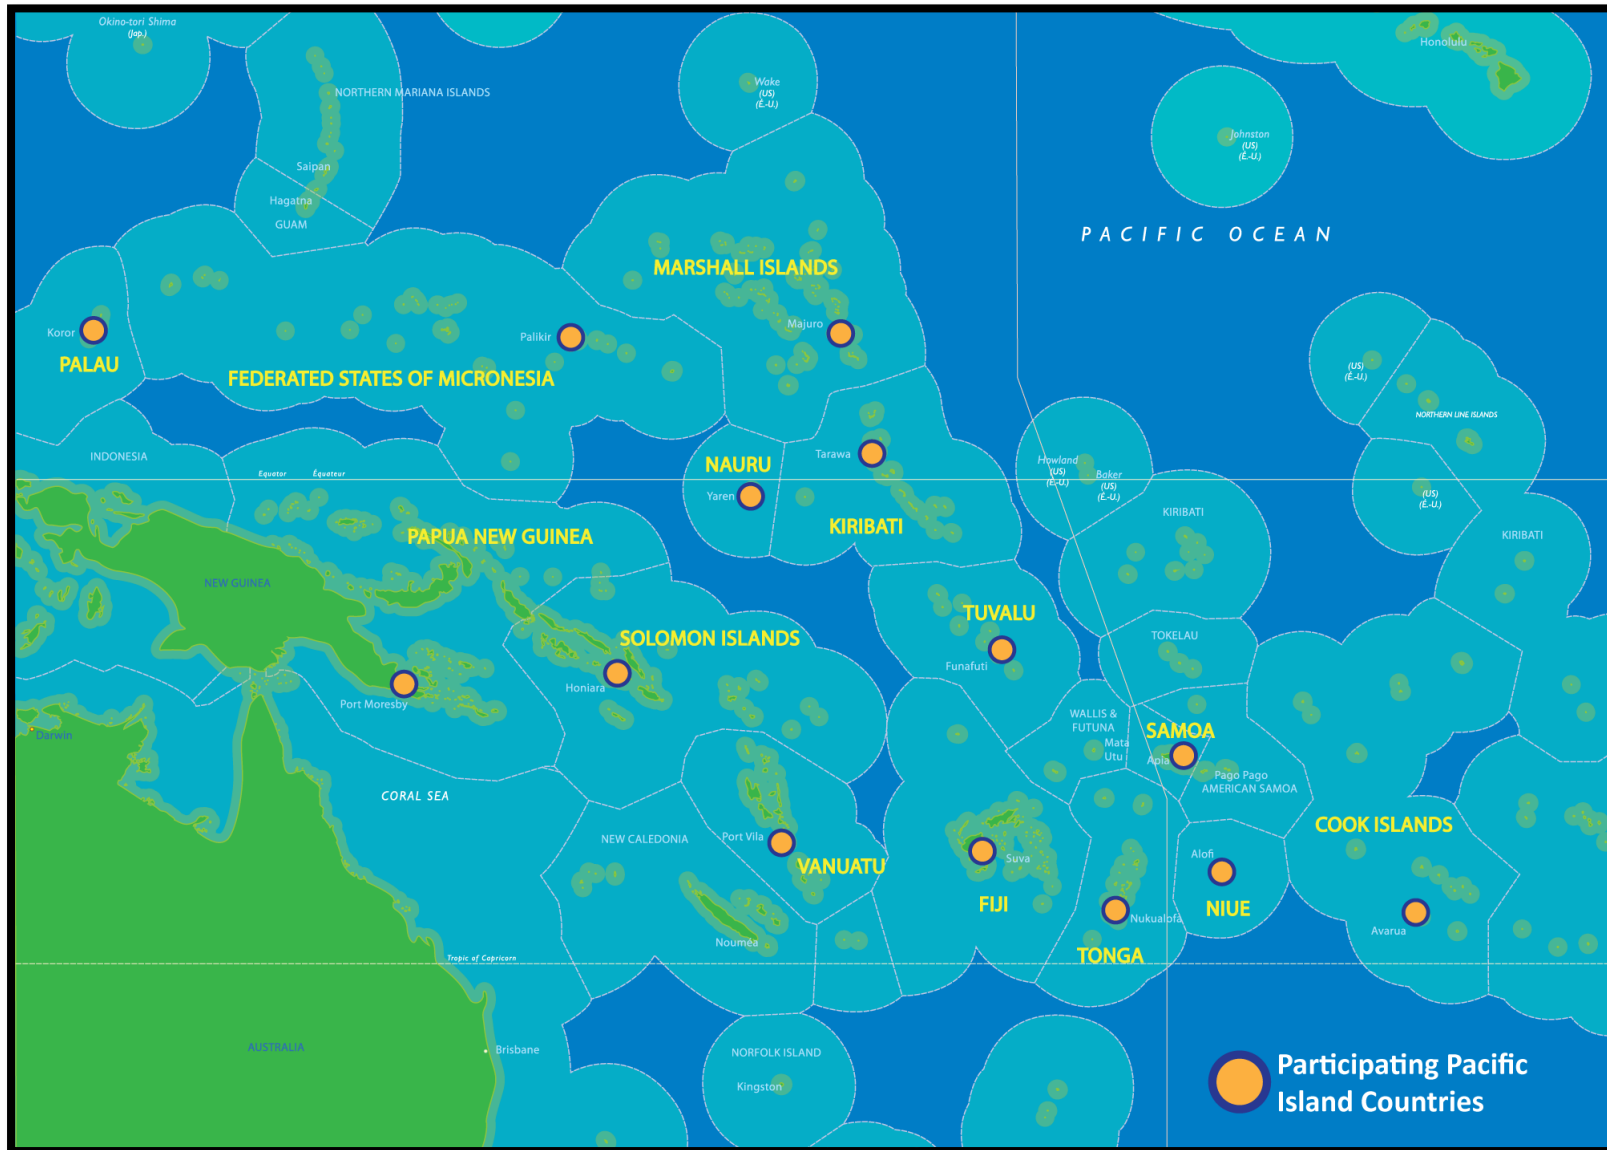 Okino-tori Shima
(Jap.)
Honolulu
Wake
(US)
(É.-U.)
NORTHERN MARIANA ISLANDS
Johnston
(US)
(É.-U.)
Saipan
Hagatna
GUAM
PACIFIC OCEAN
MARSHALL ISLANDS
Majuro
Koror
PALAU
Palikir
FEDERATED STATES OF MICRONESIA
(US)
(É.-U.)
NORTHERN LINE ISLANDS
INDONESIA
Equator
Équateur
NAURU
Yaren
Tarawa
KIRIBATI
Howland
(US)
(É.-U.)
Baker
(US)
(É.-U.)
(US)
(É.-U.)
KIRIBATI
KIRIBATI
PAPUA NEW GUINEA
NEW GUINEA
TUVALU
Funafuti
SOLOMON ISLANDS
Honiara
TOKELAU
Port Moresby
Darwin
WALLIS &
FUTUNA
Mata
Utu
SAMOA
Apia
Pago Pago
AMERICAN SAMOA
CORAL SEA
NEW CALEDONIA
Port Vila
VANUATU
COOK ISLANDS
Suva
FIJI
Alofi
NIUE
Nukualofa
TONGA
Avarua
Noumea
Tropic of Capricorn
AUSTRALIA
Brisbane
NORFOLK ISLAND
Kingston
Participating Pacific
Island Countries